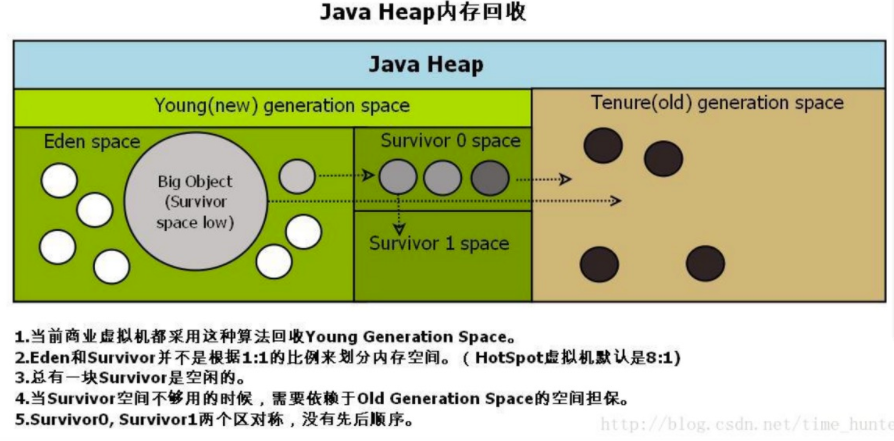 Java Heap内存回收
Java Heap
Young(new) generation space
Tenure(old) generation space
Eden space
Survivor 0 space
Big Object
(Survivor
space low)
Survivor 1 space
1.当前商业虚拟机都采用这种算法回收Young Generation Space。
2.Eden和Survivor并不是根据1:1的比例来划分内存空间。( HotSpot虚拟机默认是8:1)
3.总有一块Survivor是空闲的。
4.当Survivor空间不够用的时候，需要依赖于Old Generation Space的空间担保。
5.Survivor0, Survivor1两个区对称，没有先后顺序。
http://blog.csdn.net/time_hunte